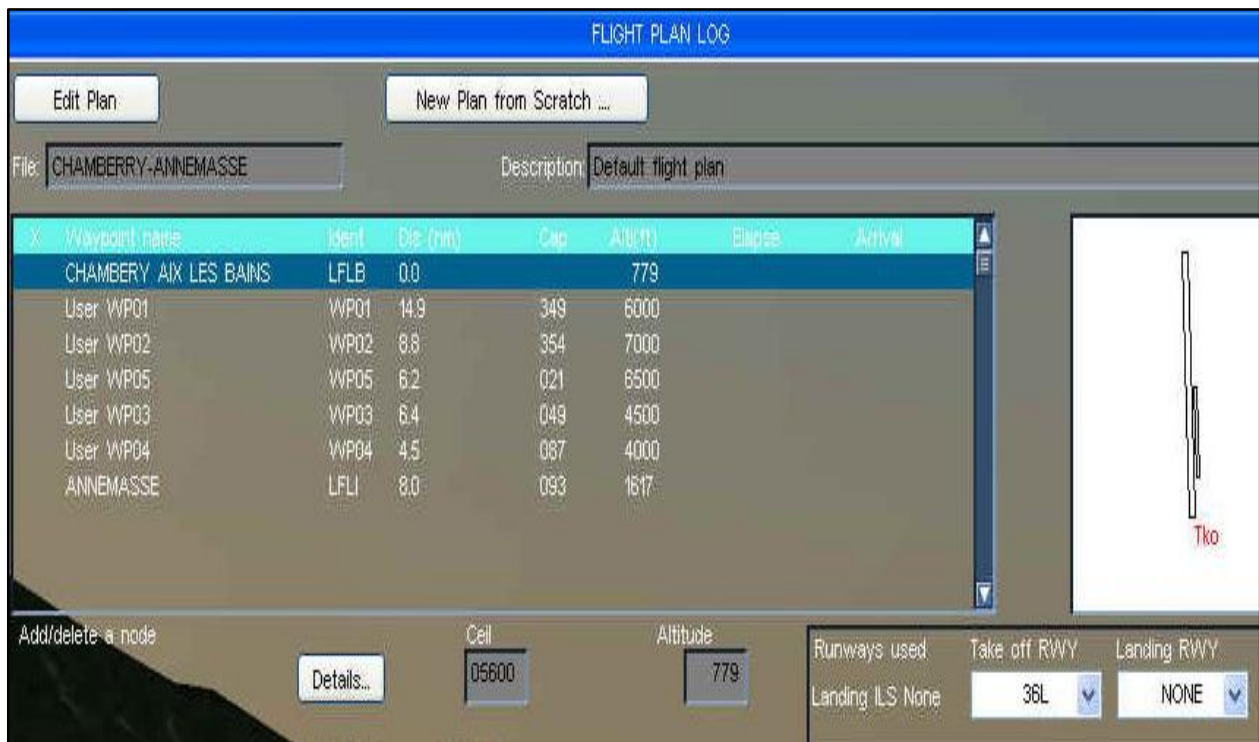 FLIGHT PLAN LOG
Edit Plan New Plan from Scratch ...
File: CHAMBERRY-ANNEMASSE Description: Default flight plan
X Waypoint name Ident Dis (nm) Cap Alti(ft) Elapse Arrival
CHAMBERY AIX LES BAINS LFLB 0.0 779
User WP01 WP01 14.9 349 6000
User WP02 WP02 8.8 354 7000
User WP05 WP05 6.2 021 6500
User WP03 WP03 6.4 049 4500
User WP04 WP04 4.5 087 4000
ANNEMASSE LFLI 8.0 093 1617
Tko
Add/delete a node
Details...
Ceil
05600
Altitude
779
Runways used Take off RWY Landing RWY
Landing ILS None 36L NONE